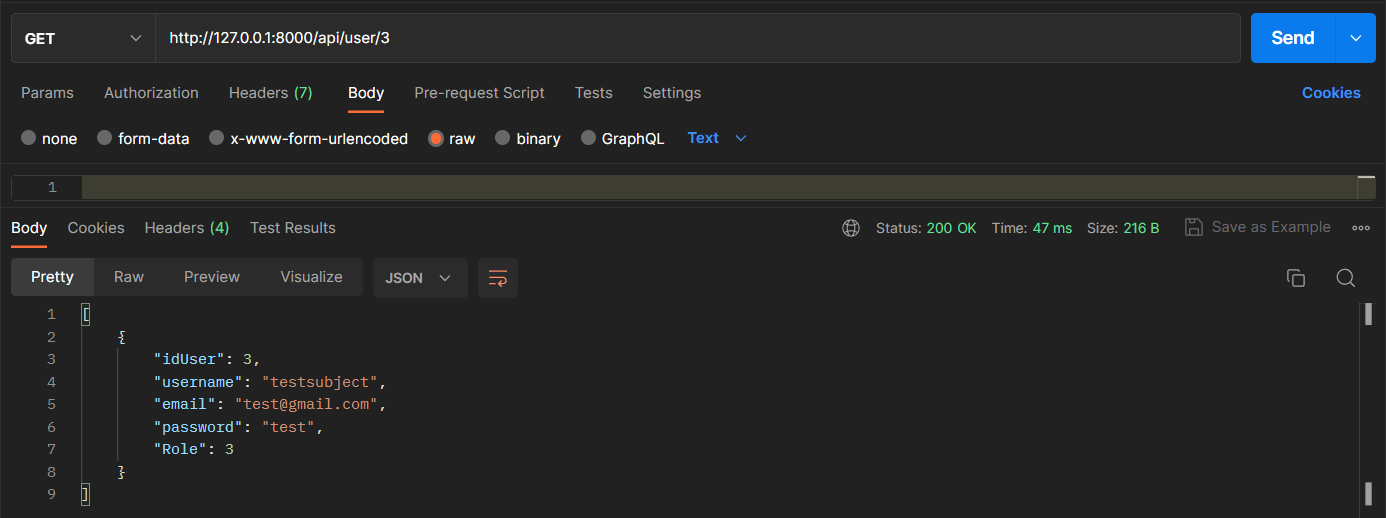 GET http://127.0.0.1:8000/api/user/3 Send
Params Authorization Headers (7) Body Pre-request Script Tests Settings Cookies
none form-data x-www-form-urlencoded raw binary GraphQL Text
1
Body Cookies Headers (4) Test Results Status: 200 OK Time: 47 ms Size: 216 B Save as Example
Pretty Raw Preview Visualize JSON
1 [
2 {
3 "idUser": 3,
4 "username": "testsubject",
5 "email": "test@gmail.com",
6 "password": "test",
7 "Role": 3
8 }
9 ]